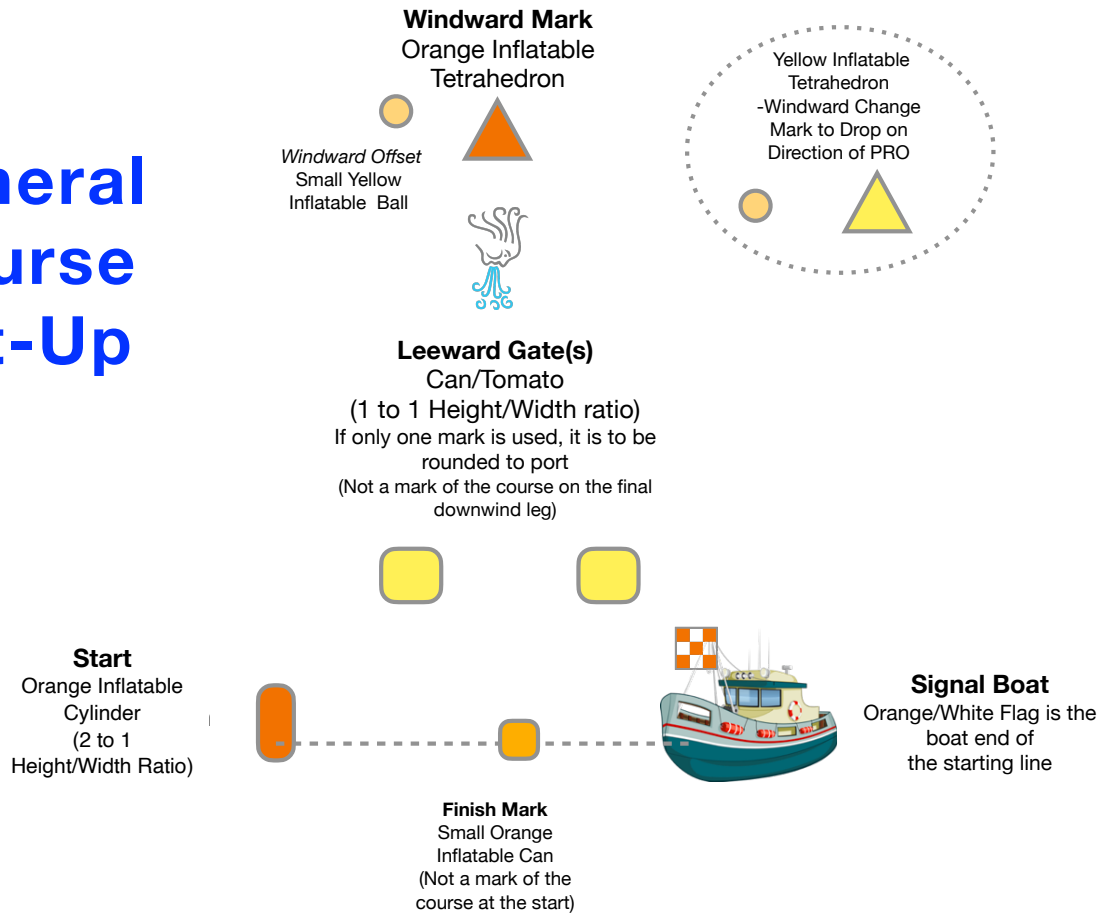 Windward Mark
Orange Inflatable
Tetrahedron
Windward Offset
Small Yellow
Inflatable Ball
Yellow Inflatable
Tetrahedron
-Windward Change
Mark to Drop on
Direction of PRO
neral
urse
t-Up
Leeward Gate(s)
Can/Tomato
(1 to 1 Height/Width ratio)
If only one mark is used, it is to be
rounded to port
(Not a mark of the course on the final
downwind leg)
Start
Orange Inflatable
Cylinder
(2 to 1
Height/Width Ratio)
Signal Boat
Orange/White Flag is the
boat end of
the starting line
Finish Mark
Small Orange
Inflatable Can
(Not a mark of the
course at the start)